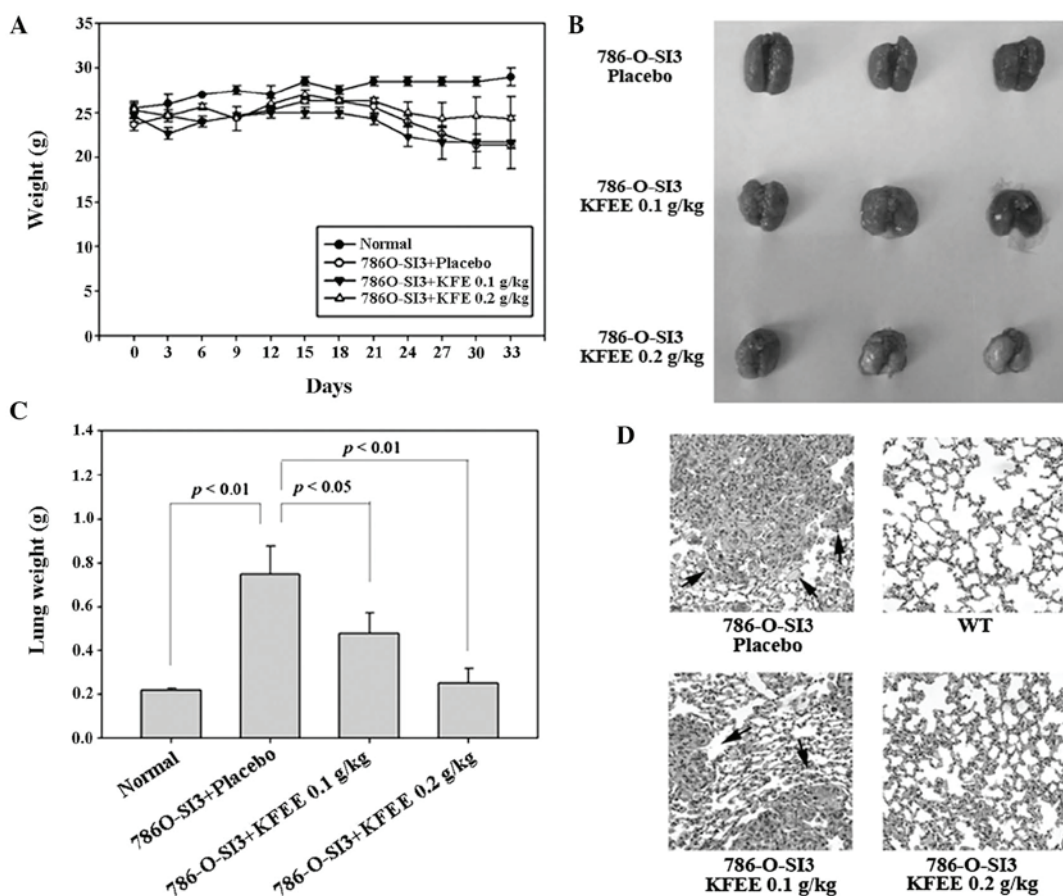 A
Weight (g)
35
30
25
20
15
10
5
0
Normal
786O-SI3+Placebo
786O-SI3+KFE 0.1 g/kg
786O-SI3+KFE 0.2 g/kg
0 3 6 9 12 15 18 21 24 27 30 33
Days
B
786-O-SI3
Placebo
786-O-SI3
KFEE 0.1 g/kg
786-O-SI3
KFEE 0.2 g/kg
C
Lung weight (g)
1.4
1.2
1.0
0.8
0.6
0.4
0.2
0.0
p < 0.01
p < 0.01
p < 0.05
Normal
786O-SI3+Placebo
786-O-SI3+KFEE 0.1 g/kg
786-O-SI3+KFEE 0.2 g/kg
D
786-O-SI3
Placebo
WT
786-O-SI3
KFEE 0.1 g/kg
786-O-SI3
KFEE 0.2 g/kg